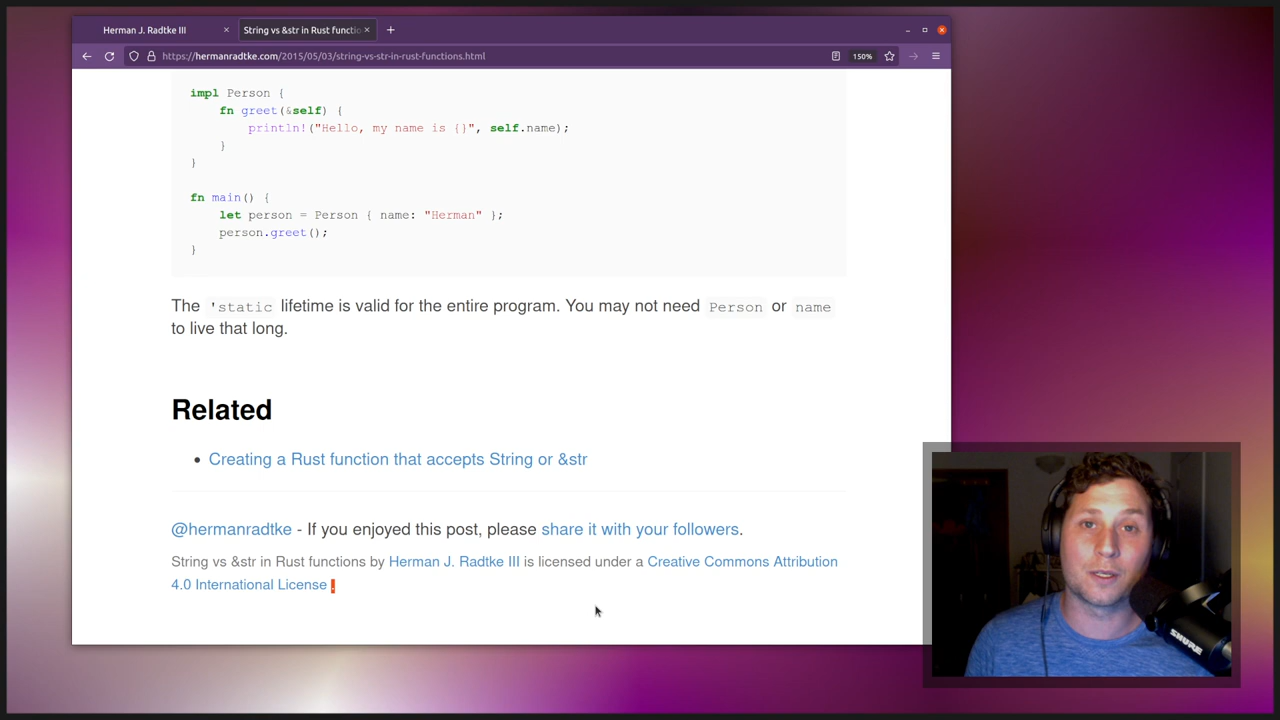 Herman J. Radtke III
String vs &str in Rust functio
https://hermanradtke.com/2015/05/03/string-vs-str-in-rust-functions.html
150%
impl Person {
fn greet(&self) {
println!("Hello, my name is {}", self.name);
}
}
fn main() {
let person = Person { name: "Herman" };
person.greet();
}
The 'static lifetime is valid for the entire program. You may not need Person or name
to live that long.
Related
• Creating a Rust function that accepts String or &str
@hermanradtke - If you enjoyed this post, please share it with your followers.
String vs &str in Rust functions by Herman J. Radtke III is licensed under a Creative Commons Attribution
4.0 International License .
SHURE